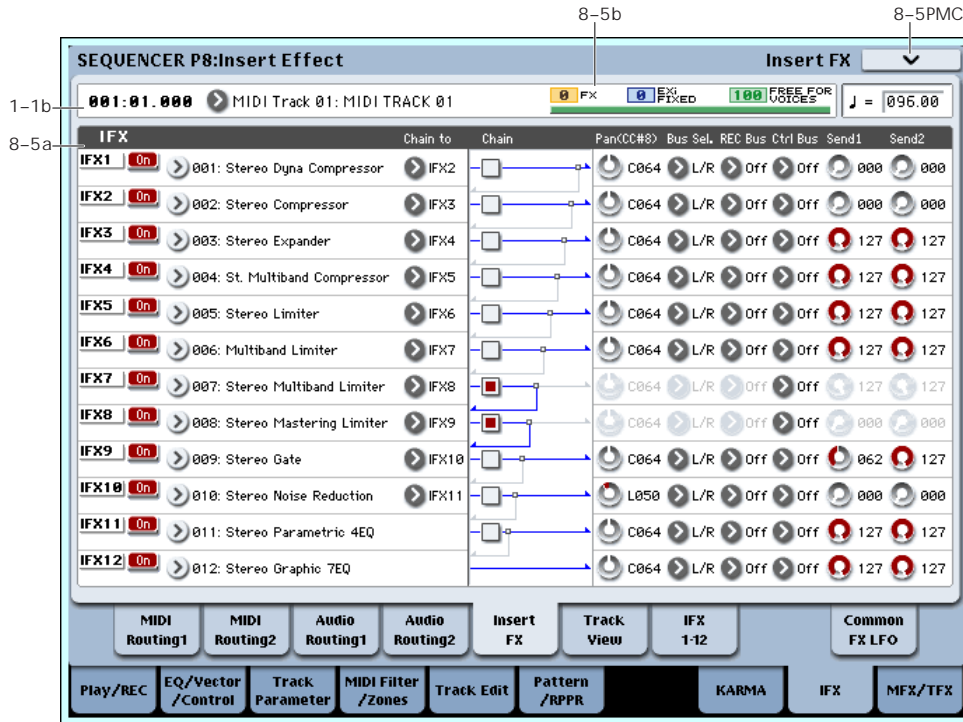 8–5b 8–5PMC
SEQUENCER P8:Insert Effect Insert FX
1–1b
001:01.000 MIDI Track 01: MIDI TRACK 01 0 FX 0 EXi FIXED 100 FREE FOR VOICES ♩ = 096.00
8–5a
IFX Chain to Chain Pan(CC#8) Bus Sel. REC Bus Ctrl Bus Send1 Send2
IFX1 On 001: Stereo Dyna Compressor IFX2 C064 L/R Off Off 000 000
IFX2 On 002: Stereo Compressor IFX3 C064 L/R Off Off 000 000
IFX3 On 003: Stereo Expander IFX4 C064 L/R Off Off 127 127
IFX4 On 004: St. Multiband Compressor IFX5 C064 L/R Off Off 127 127
IFX5 On 005: Stereo Limiter IFX6 C064 L/R Off Off 127 127
IFX6 On 006: Multiband Limiter IFX7 C064 L/R Off Off 127 127
IFX7 On 007: Stereo Multiband Limiter IFX8 C064 L/R Off Off 127 127
IFX8 On 008: Stereo Mastering Limiter IFX9 C064 L/R Off Off 000 000
IFX9 On 009: Stereo Gate IFX10 C064 L/R Off Off 062 127
IFX10 On 010: Stereo Noise Reduction IFX11 L050 L/R Off Off 000 000
IFX11 On 011: Stereo Parametric 4EQ C064 L/R Off Off 127 127
IFX12 On 012: Stereo Graphic 7EQ C064 L/R Off Off 127 127
MIDI Routing1 MIDI Routing2 Audio Routing1 Audio Routing2 Insert FX Track View IFX 1-12 Common FX LFO
Play/REC EQ/Vector /Control Track Parameter MIDI Filter /Zones Track Edit Pattern /RPPR KARMA IFX MFX/TFX